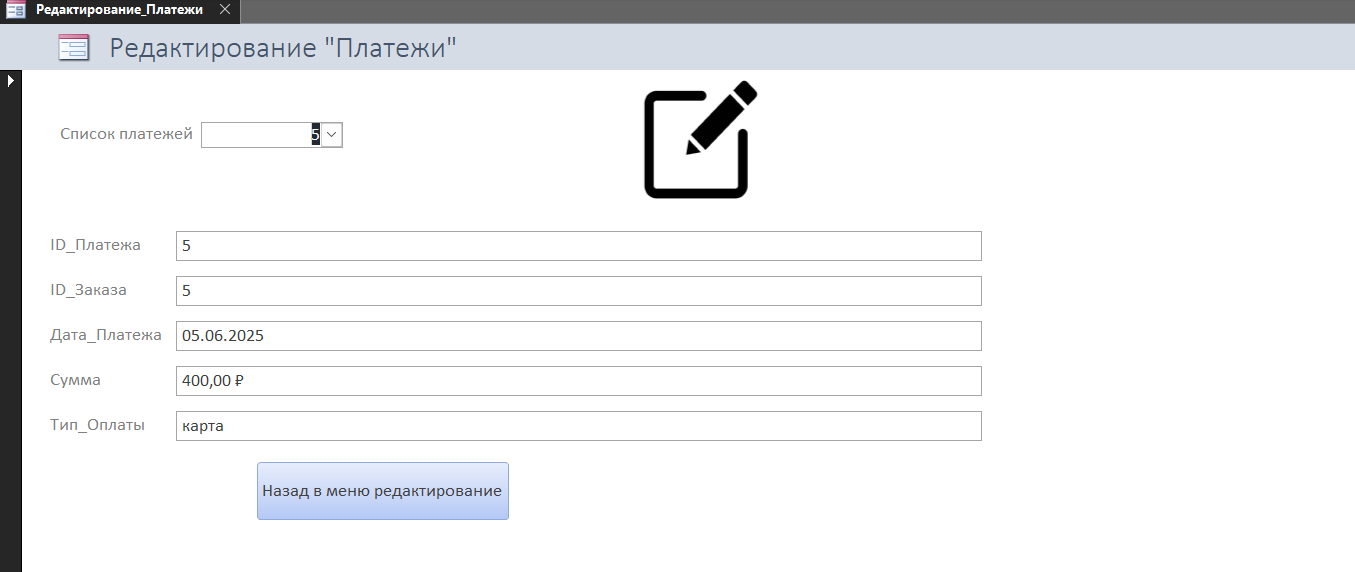 Редактирование_Платежи
Редактирование "Платежи"
Список платежей 5
ID_Платежа 5
ID_Заказа 5
Дата_Платежа 05.06.2025
Сумма 400,00 ₽
Тип_Оплаты карта
Назад в меню редактирование